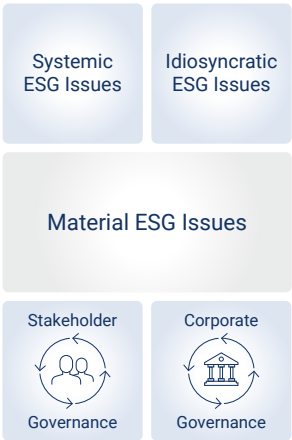 Systemic
ESG Issues
Idiosyncratic
ESG Issues
Material ESG Issues
Stakeholder
Governance
Corporate
Governance